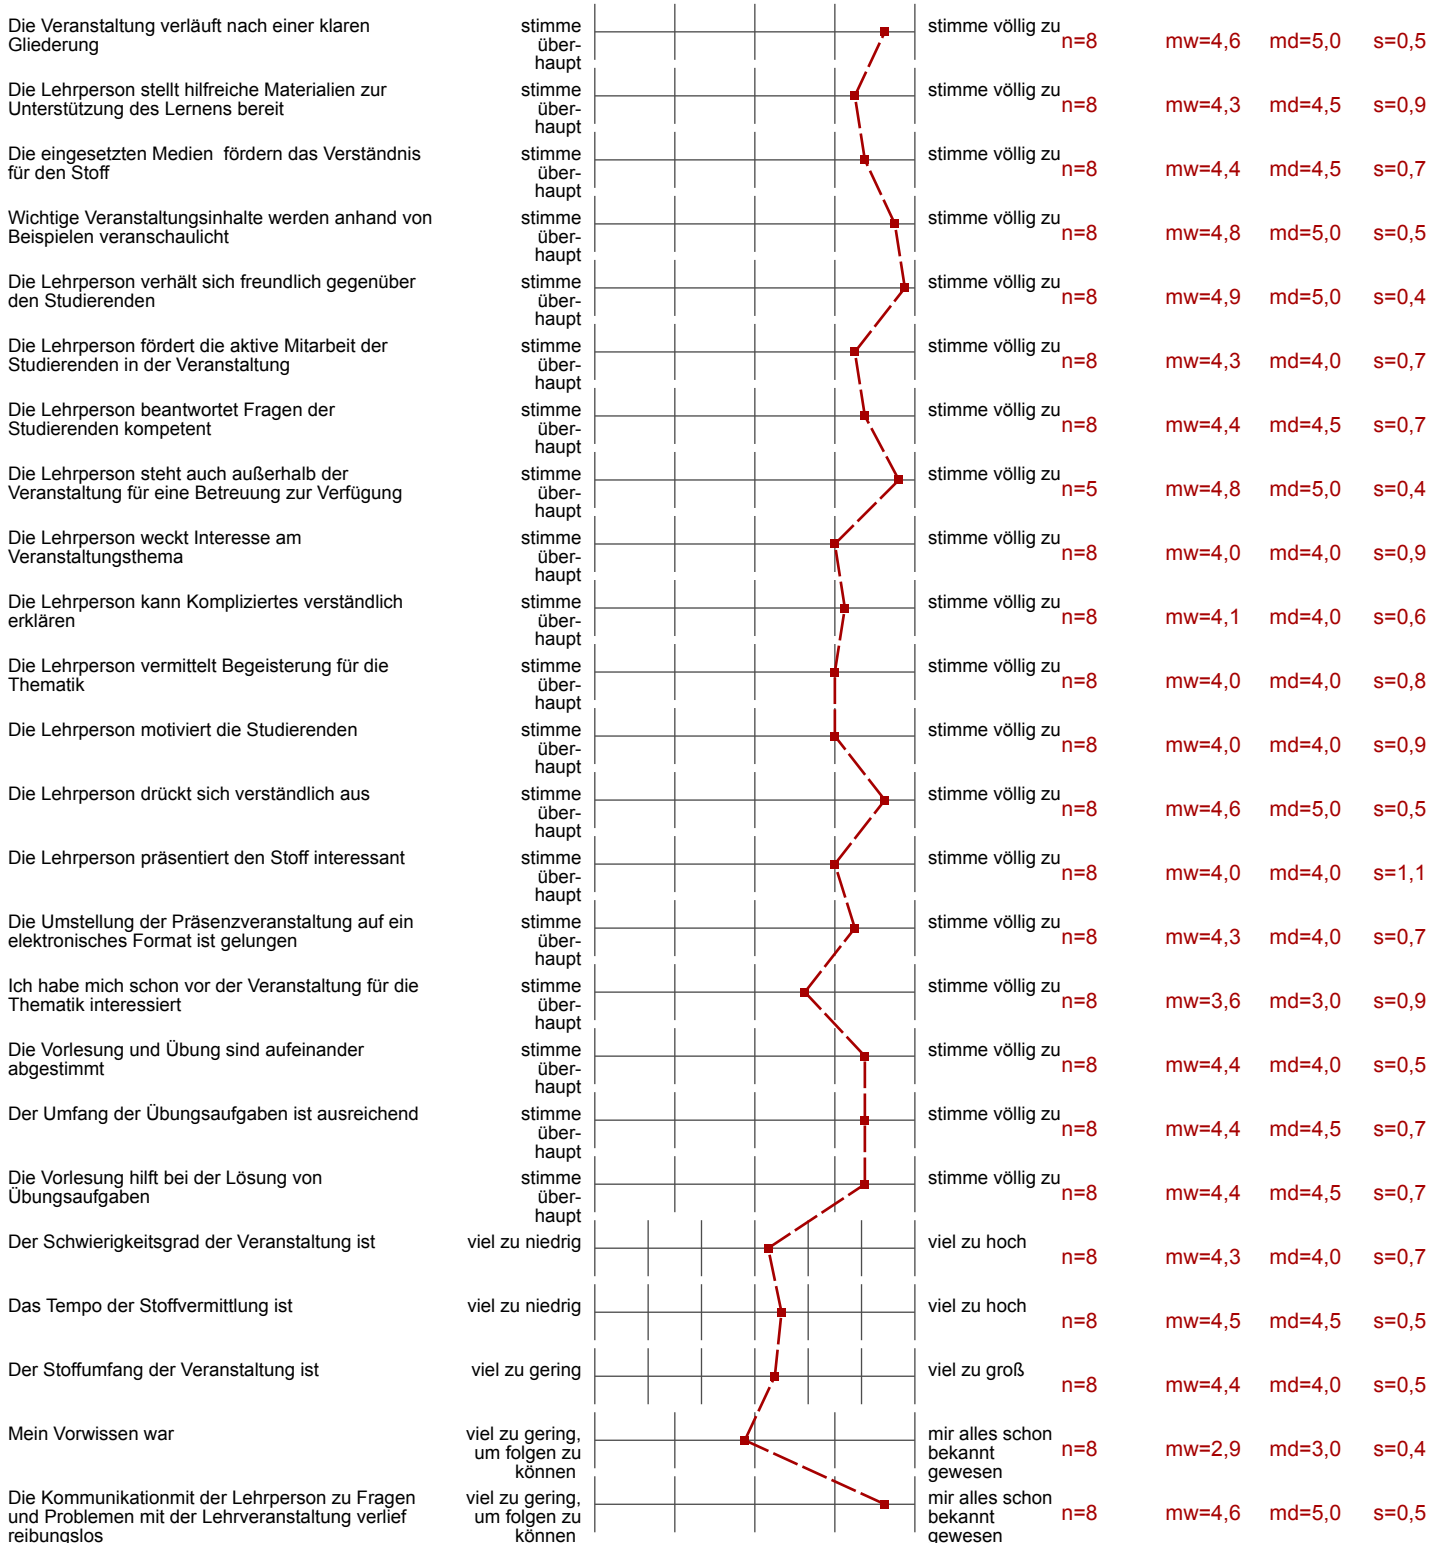 Die Veranstaltung verläuft nach einer klaren
Gliederung
stimme
über-
haupt
stimme völlig zu
n=8 mw=4,6 md=5,0 s=0,5
Die Lehrperson stellt hilfreiche Materialien zur
Unterstützung des Lernens bereit
stimme
über-
haupt
stimme völlig zu
n=8 mw=4,3 md=4,5 s=0,9
Die eingesetzten Medien fördern das Verständnis
für den Stoff
stimme
über-
haupt
stimme völlig zu
n=8 mw=4,4 md=4,5 s=0,7
Wichtige Veranstaltungsinhalte werden anhand von
Beispielen veranschaulicht
stimme
über-
haupt
stimme völlig zu
n=8 mw=4,8 md=5,0 s=0,5
Die Lehrperson verhält sich freundlich gegenüber
den Studierenden
stimme
über-
haupt
stimme völlig zu
n=8 mw=4,9 md=5,0 s=0,4
Die Lehrperson fördert die aktive Mitarbeit der
Studierenden in der Veranstaltung
stimme
über-
haupt
stimme völlig zu
n=8 mw=4,3 md=4,0 s=0,7
Die Lehrperson beantwortet Fragen der
Studierenden kompetent
stimme
über-
haupt
stimme völlig zu
n=8 mw=4,4 md=4,5 s=0,7
Die Lehrperson steht auch außerhalb der
Veranstaltung für eine Betreuung zur Verfügung
stimme
über-
haupt
stimme völlig zu
n=5 mw=4,8 md=5,0 s=0,4
Die Lehrperson weckt Interesse am
Veranstaltungsthema
stimme
über-
haupt
stimme völlig zu
n=8 mw=4,0 md=4,0 s=0,9
Die Lehrperson kann Kompliziertes verständlich
erklären
stimme
über-
haupt
stimme völlig zu
n=8 mw=4,1 md=4,0 s=0,6
Die Lehrperson vermittelt Begeisterung für die
Thematik
stimme
über-
haupt
stimme völlig zu
n=8 mw=4,0 md=4,0 s=0,8
Die Lehrperson motiviert die Studierenden
stimme
über-
haupt
stimme völlig zu
n=8 mw=4,0 md=4,0 s=0,9
Die Lehrperson drückt sich verständlich aus
stimme
über-
haupt
stimme völlig zu
n=8 mw=4,6 md=5,0 s=0,5
Die Lehrperson präsentiert den Stoff interessant
stimme
über-
haupt
stimme völlig zu
n=8 mw=4,0 md=4,0 s=1,1
Die Umstellung der Präsenzveranstaltung auf ein
elektronisches Format ist gelungen
stimme
über-
haupt
stimme völlig zu
n=8 mw=4,3 md=4,0 s=0,7
Ich habe mich schon vor der Veranstaltung für die
Thematik interessiert
stimme
über-
haupt
stimme völlig zu
n=8 mw=3,6 md=3,0 s=0,9
Die Vorlesung und Übung sind aufeinander
abgestimmt
stimme
über-
haupt
stimme völlig zu
n=8 mw=4,4 md=4,0 s=0,5
Der Umfang der Übungsaufgaben ist ausreichend
stimme
über-
haupt
stimme völlig zu
n=8 mw=4,4 md=4,5 s=0,7
Die Vorlesung hilft bei der Lösung von
Übungsaufgaben
stimme
über-
haupt
stimme völlig zu
n=8 mw=4,4 md=4,5 s=0,7
Der Schwierigkeitsgrad der Veranstaltung ist
viel zu niedrig
viel zu hoch
n=8 mw=4,3 md=4,0 s=0,7
Das Tempo der Stoffvermittlung ist
viel zu niedrig
viel zu hoch
n=8 mw=4,5 md=4,5 s=0,5
Der Stoffumfang der Veranstaltung ist
viel zu gering
viel zu groß
n=8 mw=4,4 md=4,0 s=0,5
Mein Vorwissen war
viel zu gering,
um folgen zu
können
mir alles schon
bekannt
gewesen
n=8 mw=2,9 md=3,0 s=0,4
Die Kommunikationmit der Lehrperson zu Fragen
und Problemen mit der Lehrveranstaltung verlief
reibungslos
viel zu gering,
um folgen zu
können
mir alles schon
bekannt
gewesen
n=8 mw=4,6 md=5,0 s=0,5